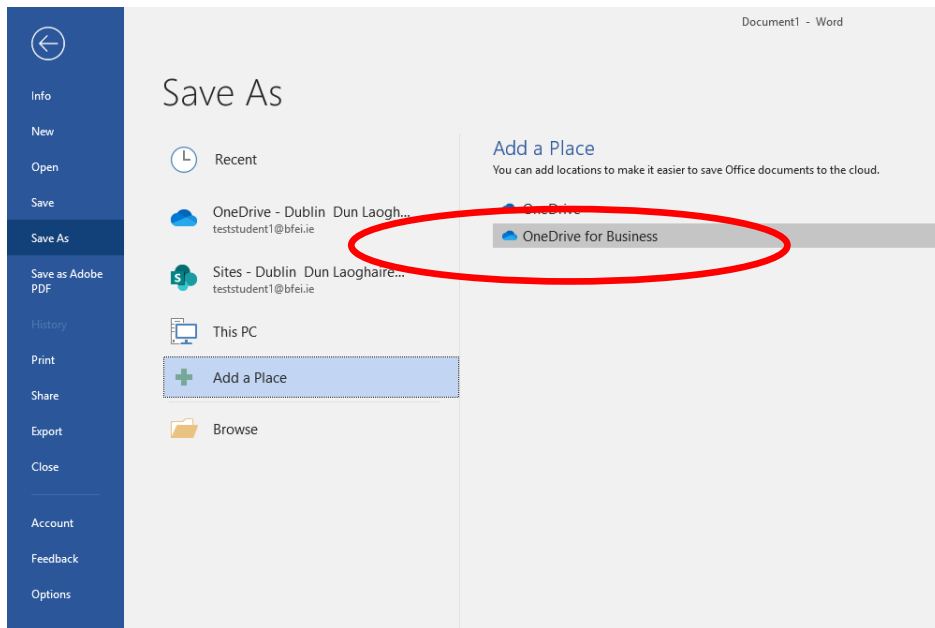 Document1 - Word
Info
New
Open
Save
Save As
Save as Adobe
PDF
History
Print
Share
Export
Close
Account
Feedback
Options
Save As
Recent
OneDrive - Dublin Dun Laogh...
teststudent1@bfei.ie
Sites - Dublin Dun Laoghaire...
teststudent1@bfei.ie
This PC
Add a Place
Browse
Add a Place
You can add locations to make it easier to save Office documents to the cloud.
OneDrive
OneDrive for Business